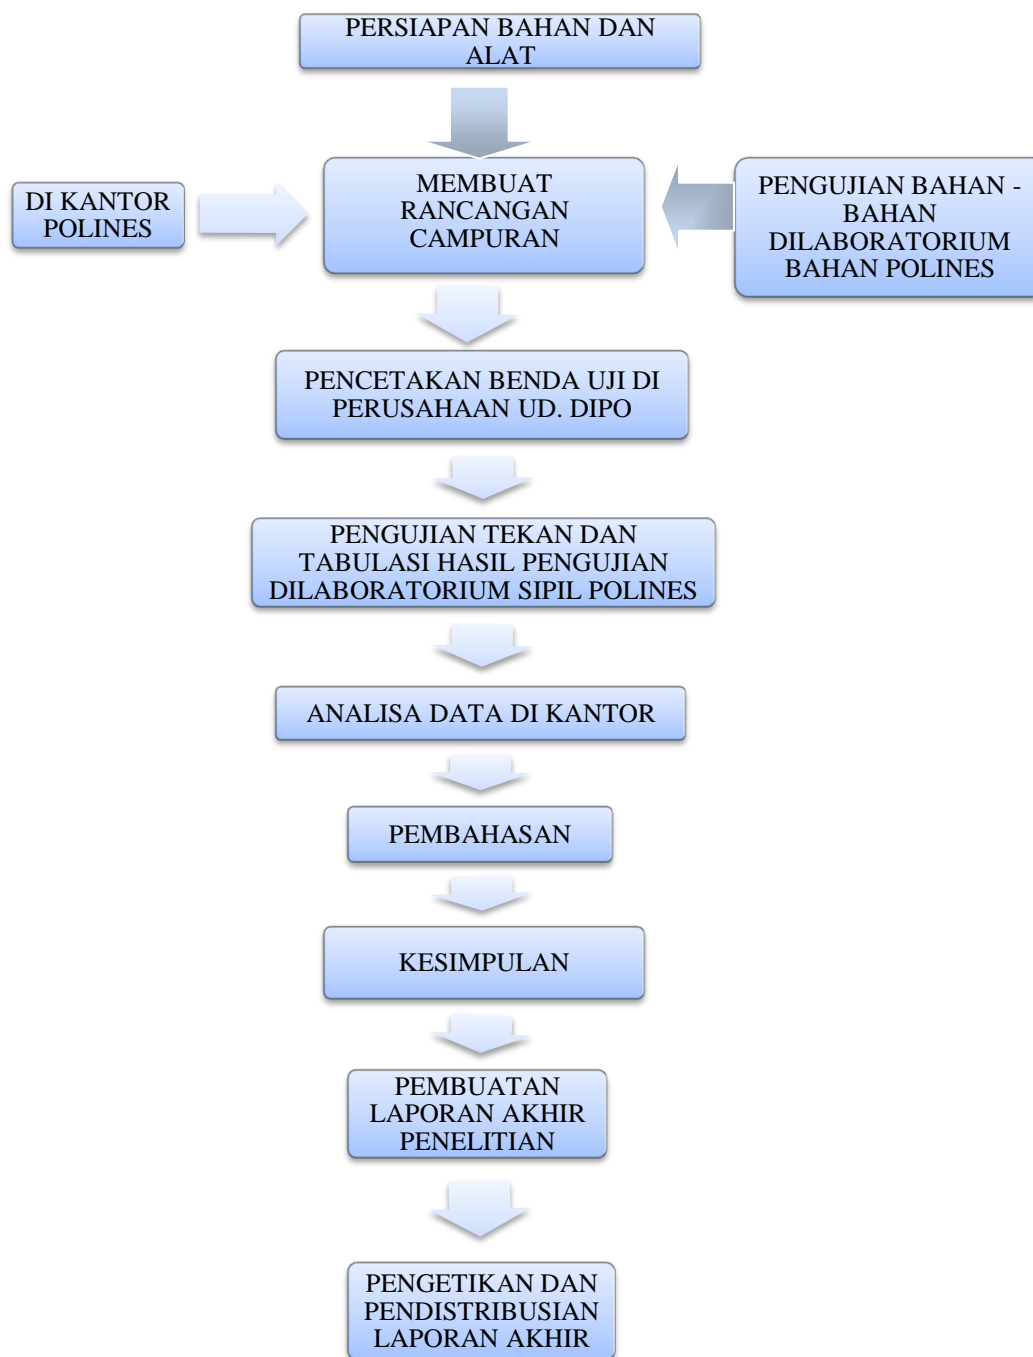 PERSIAPAN BAHAN DAN
ALAT
DI KANTOR
POLINES
MEMBUAT
RANCANGAN
CAMPURAN
PENGUJIAN BAHAN -
BAHAN
DILABORATORIUM
BAHAN POLINES
PENCETAKAN BENDA UJI DI
PERUSAHAAN UD. DIPO
PENGUJIAN TEKAN DAN
TABULASI HASIL PENGUJIAN
DILABORATORIUM SIPIL POLINES
ANALISA DATA DI KANTOR
PEMBAHASAN
KESIMPULAN
PEMBUATAN
LAPORAN AKHIR
PENELITIAN
PENGETIKAN DAN
PENDISTRIBUSIAN
LAPORAN AKHIR